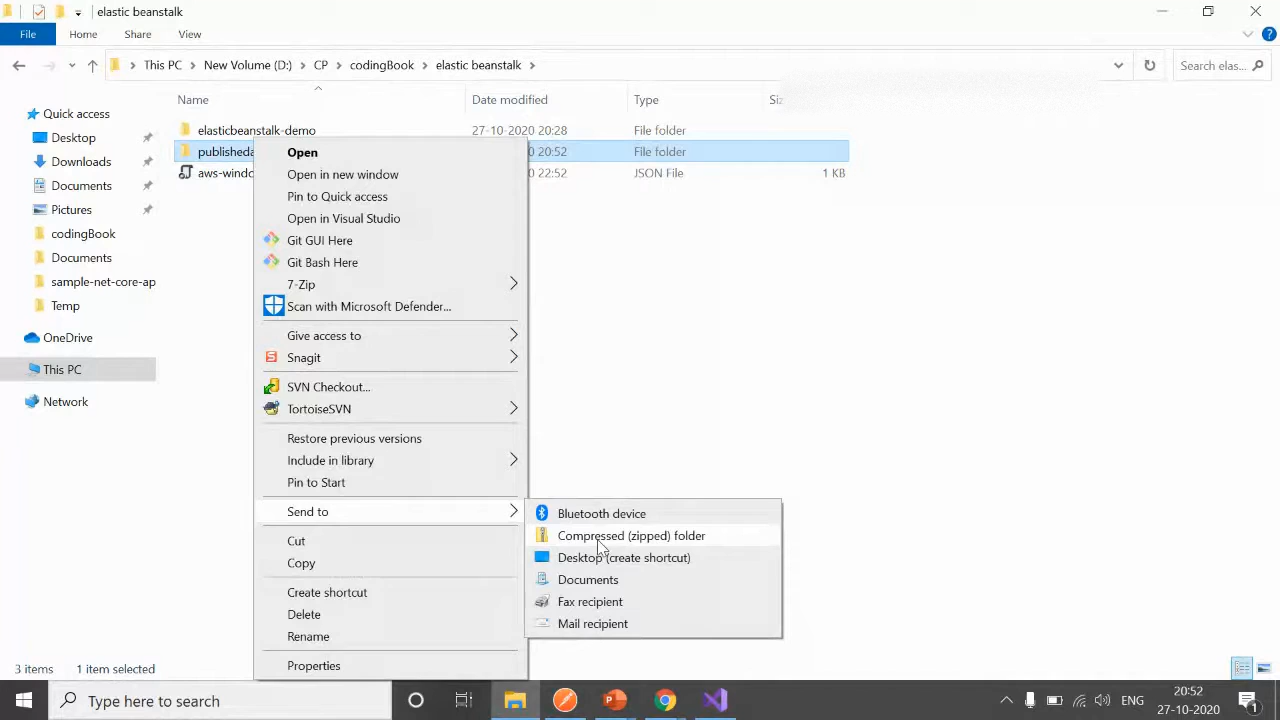 elastic beanstalk
File Home Share View
This PC New Volume (D:) CP codingBook elastic beanstalk Search elas...
Name Date modified Type
Quick access
Desktop
Downloads
Documents
Pictures
codingBook
Documents
sample-net-core-ap
Temp
OneDrive
This PC
Network
elasticbeanstalk-demo 27-10-2020 20:28 File folder
20:52 File folder
22:52 JSON File 1 KB
Open
Open in new window
Pin to Quick access
Open in Visual Studio
Git GUI Here
Git Bash Here
7-Zip
Scan with Microsoft Defender...
Give access to
Snagit
SVN Checkout...
TortoiseSVN
Restore previous versions
Include in library
Pin to Start
Send to
Cut
Copy
Create shortcut
Delete
Rename
Properties
Bluetooth device
Compressed (zipped) folder
Desktop (create shortcut)
Documents
Fax recipient
Mail recipient
3 items 1 item selected
Type here to search
ENG
20:52
27-10-2020